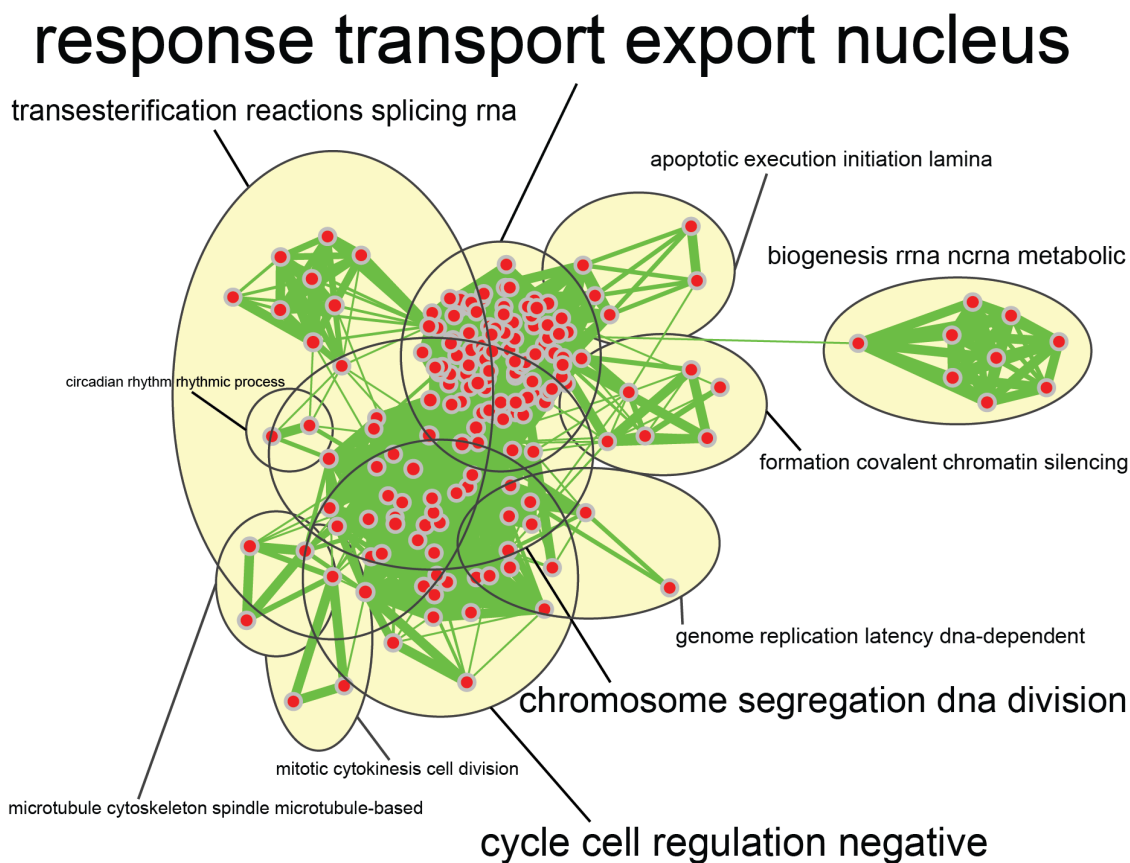 response transport export nucleus
transesterification reactions splicing rna
apoptotic execution initiation lamina
biogenesis rrna ncrna metabolic
circadian rhythm rhythmic process
formation covalent chromatin silencing
genome replication latency dna-dependent
chromosome segregation dna division
mitotic cytokinesis cell division
microtubule cytoskeleton spindle microtubule-based
cycle cell regulation negative